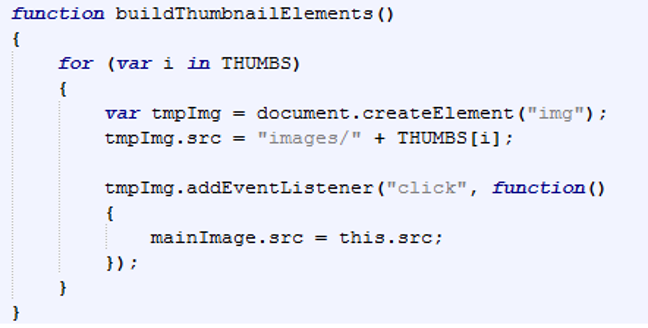 function buildThumbnailElements()
{
    for (var i in THUMBS)
    {
        var tmpImg = document.createElement("img");
        tmpImg.src = "images/" + THUMBS[i];

        tmpImg.addEventListener("click", function()
        {
            mainImage.src = this.src;
        });
    }
}